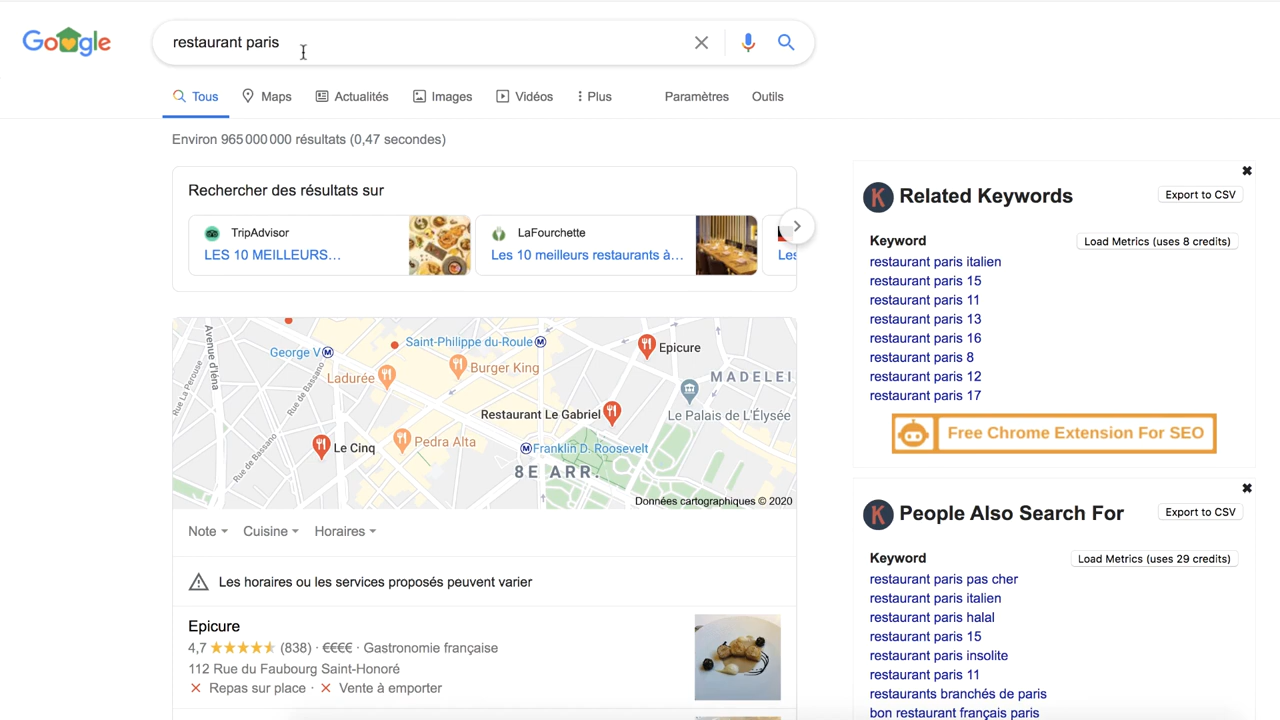 Google
restaurant paris
Tous
Maps
Actualités
Images
Vidéos
Plus
Paramètres
Outils
Environ 965 000 000 résultats (0,47 secondes)
Rechercher des résultats sur
TripAdvisor
LES 10 MEILLEURS...
LaFourchette
Les 10 meilleurs restaurants à...
Les
Avenue d'Iéna
Rue La Pérouse
George V
Rue de Bassano
Saint-Philippe du-Roule
Ladurée
Burger King
Epicure
MADELEI
Le Palais de L'Élysée
Restaurant Le Gabriel
Le Cinq
Pedra Alta
Franklin D. Roosevelt
Rue de Bassano
8E ARR.
Données cartographiques © 2020
Note
Cuisine
Horaires
Les horaires ou les services proposés peuvent varier
Epicure
4,7 (838) · €€€€ · Gastronomie française
112 Rue du Faubourg Saint-Honoré
Repas sur place · Vente à emporter
K Related Keywords
Export to CSV
Keyword
Load Metrics (uses 8 credits)
restaurant paris italien
restaurant paris 15
restaurant paris 11
restaurant paris 13
restaurant paris 16
restaurant paris 8
restaurant paris 12
restaurant paris 17
Free Chrome Extension For SEO
K People Also Search For
Export to CSV
Keyword
Load Metrics (uses 29 credits)
restaurant paris pas cher
restaurant paris italien
restaurant paris halal
restaurant paris 15
restaurant paris insolite
restaurant paris 11
restaurants branchés de paris
bon restaurant français paris